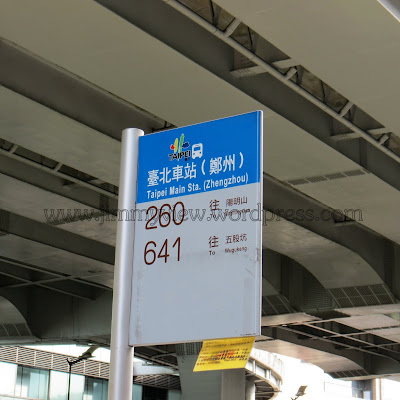 TAIPEI
臺北車站(鄭州)
Taipei Main Sta. (Zhengzhou)
260 往 陽明山
641 往 五股坑
To Wugukeng
www.jimmyview.wordpress.com